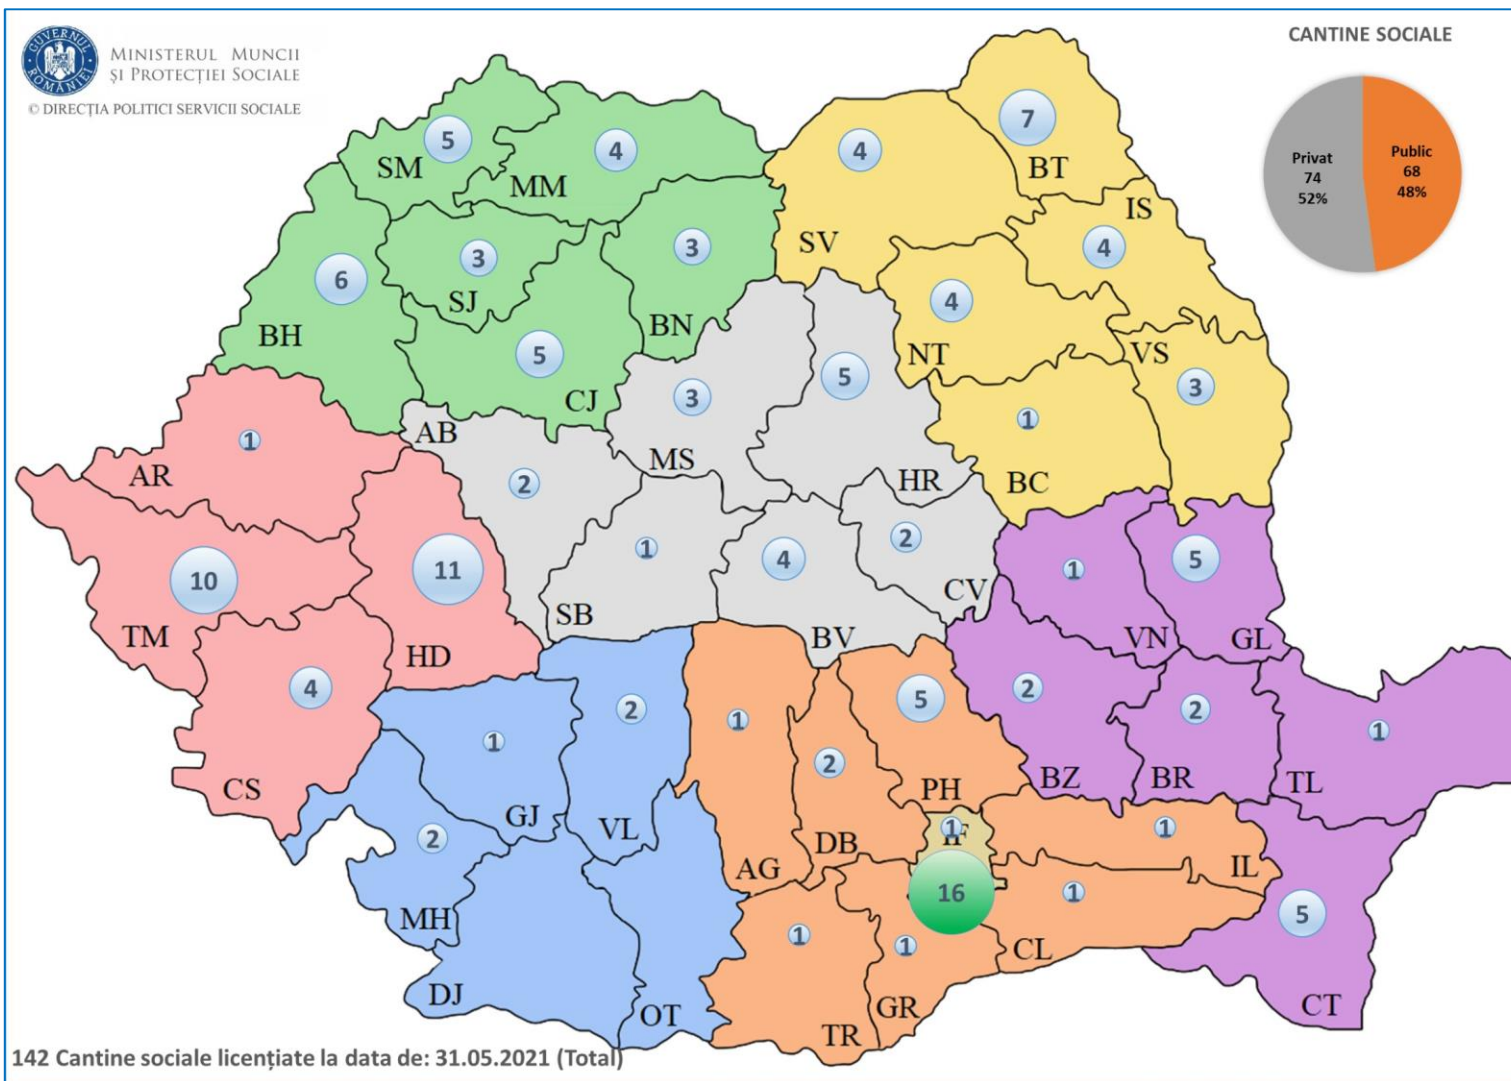 GUVERNUL ROMÂNIEI
MINISTERUL MUNCII
ȘI PROTECȚIEI SOCIALE
© DIRECȚIA POLITICI SERVICII SOCIALE
CANTINE SOCIALE
Privat
74
52%
Public
68
48%
5
SM
4
MM
4
SV
7
BT
IS
4
3
SJ
3
BN
6
BH
4
NT
5
CJ
VS
3
3
MS
5
HR
1
BC
1
AR
AB
2
10
TM
11
HD
1
SB
4
BV
2
CV
1
VN
5
GL
4
CS
1
GJ
2
VL
1
AG
2
DB
5
PH
2
BZ
2
BR
1
TL
2
MH
1
IF
16
1
IL
1
CL
5
CT
DJ
OT
1
TR
1
GR
142 Cantine sociale licențiate la data de: 31.05.2021 (Total)